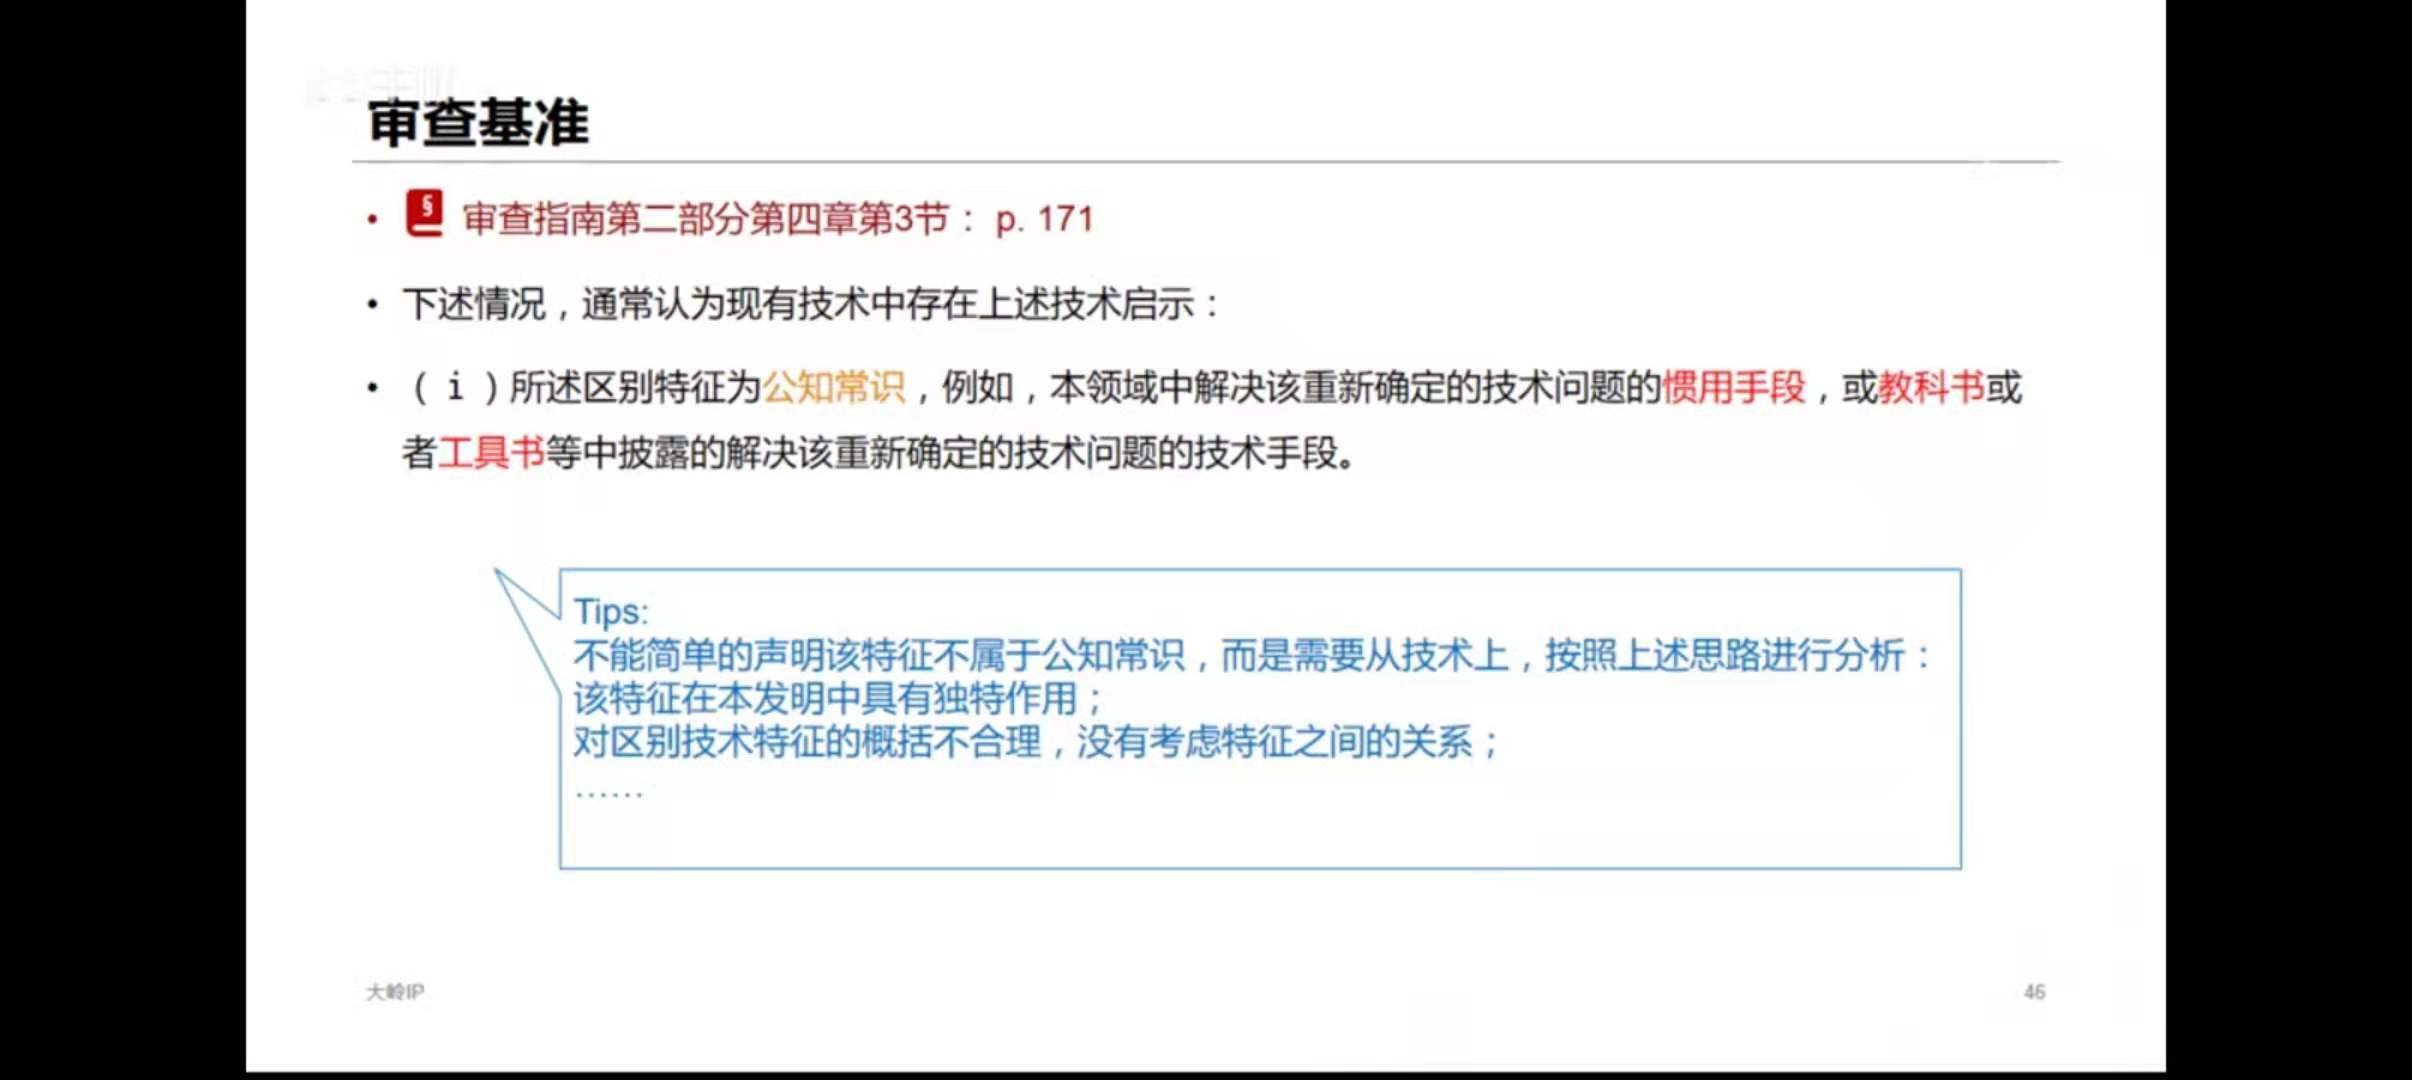 审查基准
• § 审查指南第二部分第四章第3节：p. 171
• 下述情况，通常认为现有技术中存在上述技术启示：
• （ⅰ）所述区别特征为公知常识，例如，本领域中解决该重新确定的技术问题的惯用手段，或教科书或
者工具书等中披露的解决该重新确定的技术问题的技术手段。
Tips:
不能简单的声明该特征不属于公知常识，而是需要从技术上，按照上述思路进行分析：
该特征在本发明中具有独特作用；
对区别技术特征的概括不合理，没有考虑特征之间的关系；
……
大岭IP
46